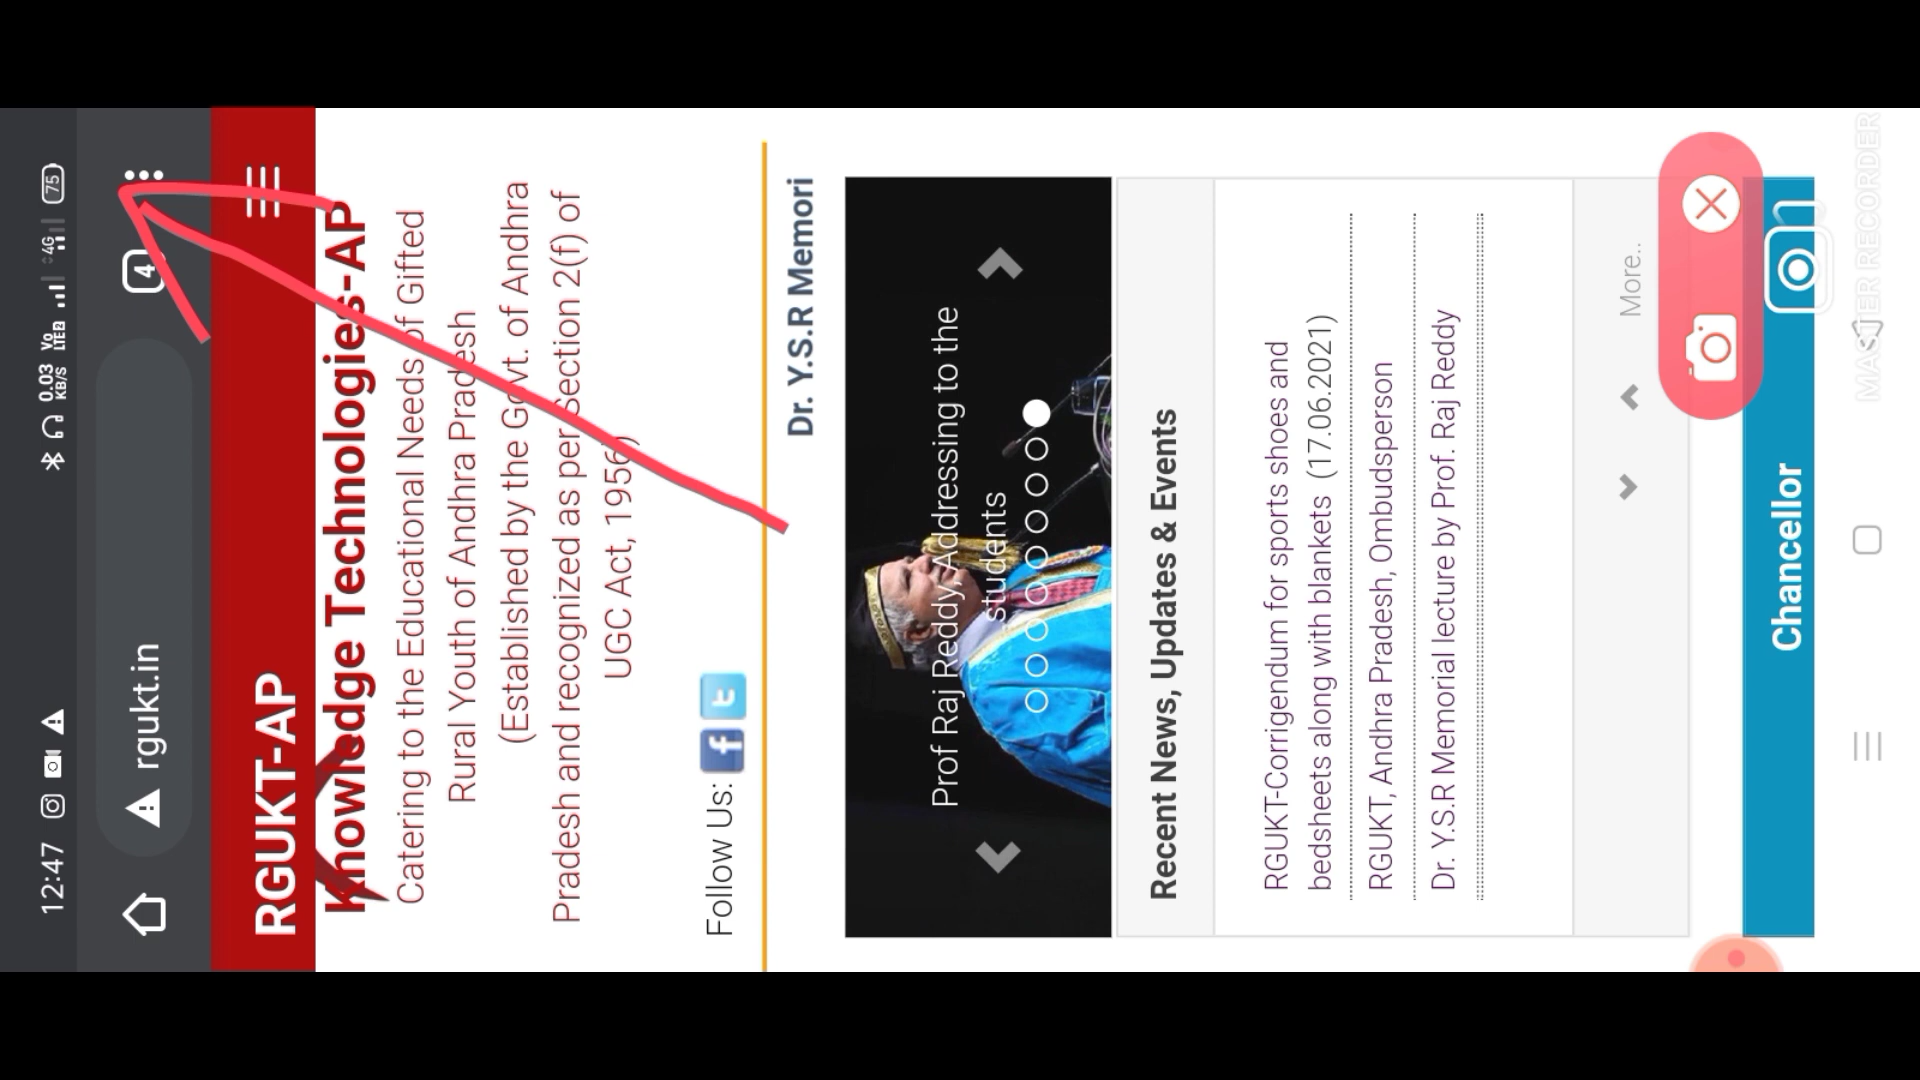 12:47
0.03 KB/S
Vo LTE2
4G
75
rgukt.in
4
RGUKT-AP
Knowledge Technologies-AP
Catering to the Educational Needs of Gifted
Rural Youth of Andhra Pradesh
(Established by the Govt. of Andhra
Pradesh and recognized as per Section 2(f) of
UGC Act, 1956)
Follow Us:
Dr. Y.S.R Memori
Prof Raj Reddy, Addressing to the
students
Recent News, Updates & Events
RGUKT-Corrigendum for sports shoes and
bedsheets along with blankets (17.06.2021)
RGUKT, Andhra Pradesh, Ombudsperson
Dr. Y.S.R Memorial lecture by Prof. Raj Reddy
More..
Chancellor
MASTER RECORDER